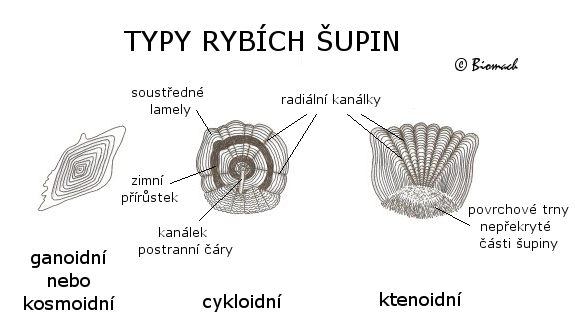 TYPY RYBÍCH ŠUPIN
© Biomach
soustředné
lamely
radiální kanálky
zimní
přírůstek
kanálek
postranní čáry
povrchové trny
nepřekryté
části šupiny
ganoidní
nebo
kosmoidní
cykloidní
ktenoidní